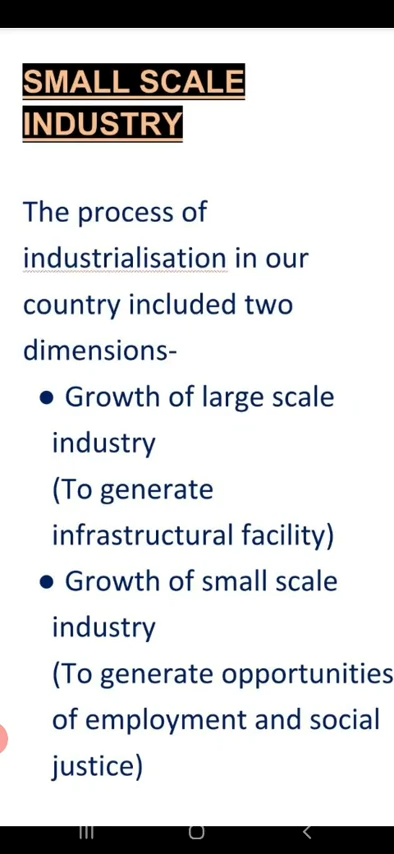 SMALL SCALE
INDUSTRY
The process of
industrialisation in our
country included two
dimensions-
● Growth of large scale
industry
(To generate
infrastructural facility)
● Growth of small scale
industry
(To generate opportunities
of employment and social
justice)